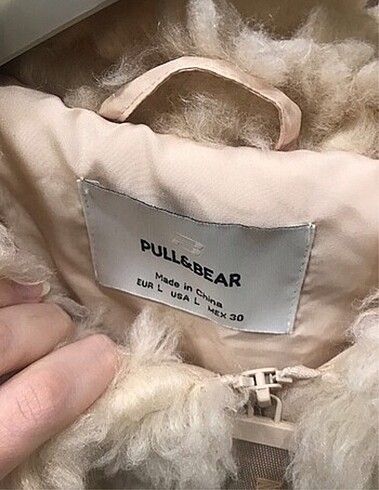 PULL&BEAR
Made in China
EUR L USA L MEX 30